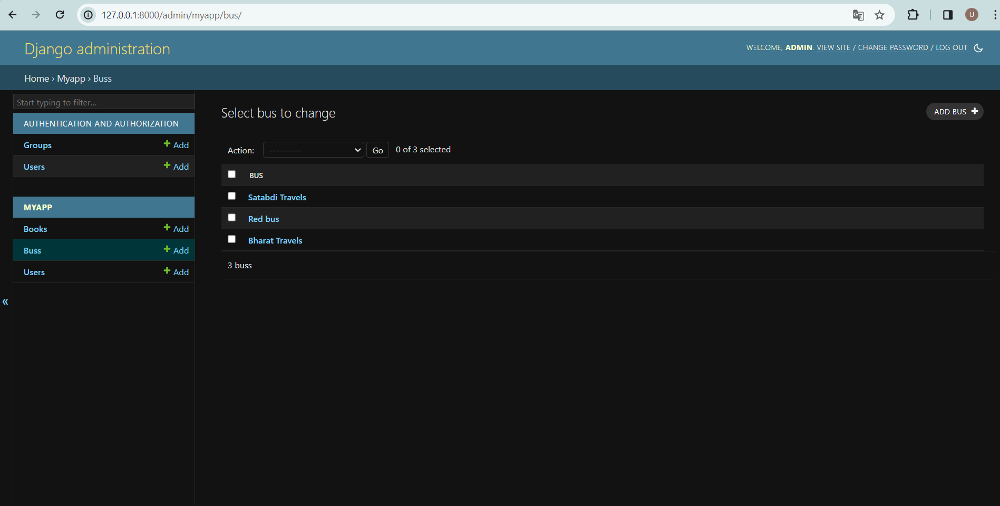 127.0.0.1:8000/admin/myapp/bus/
U
Django administration
WELCOME, ADMIN. VIEW SITE / CHANGE PASSWORD / LOG OUT
Home › Myapp › Buss
Start typing to filter...
AUTHENTICATION AND AUTHORIZATION
Groups + Add
Users + Add
MYAPP
Books + Add
Buss + Add
Users + Add
«
Select bus to change
ADD BUS +
Action: --------- Go 0 of 3 selected
BUS
Satabdi Travels
Red bus
Bharat Travels
3 buss